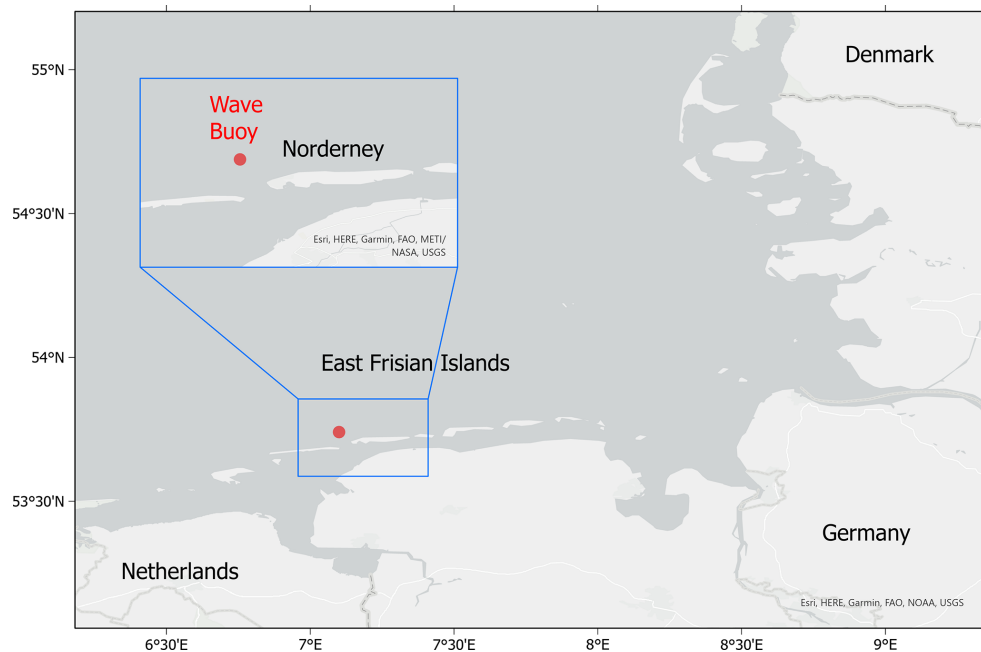 Denmark
55°N
Wave
Buoy
Norderney
54°30'N
Esri, HERE, Garmin, FAO, METI/
NASA, USGS
54°N
East Frisian Islands
53°30'N
Germany
Netherlands
Esri, HERE, Garmin, FAO, NOAA, USGS
6°30'E
7°E
7°30'E
8°E
8°30'E
9°E